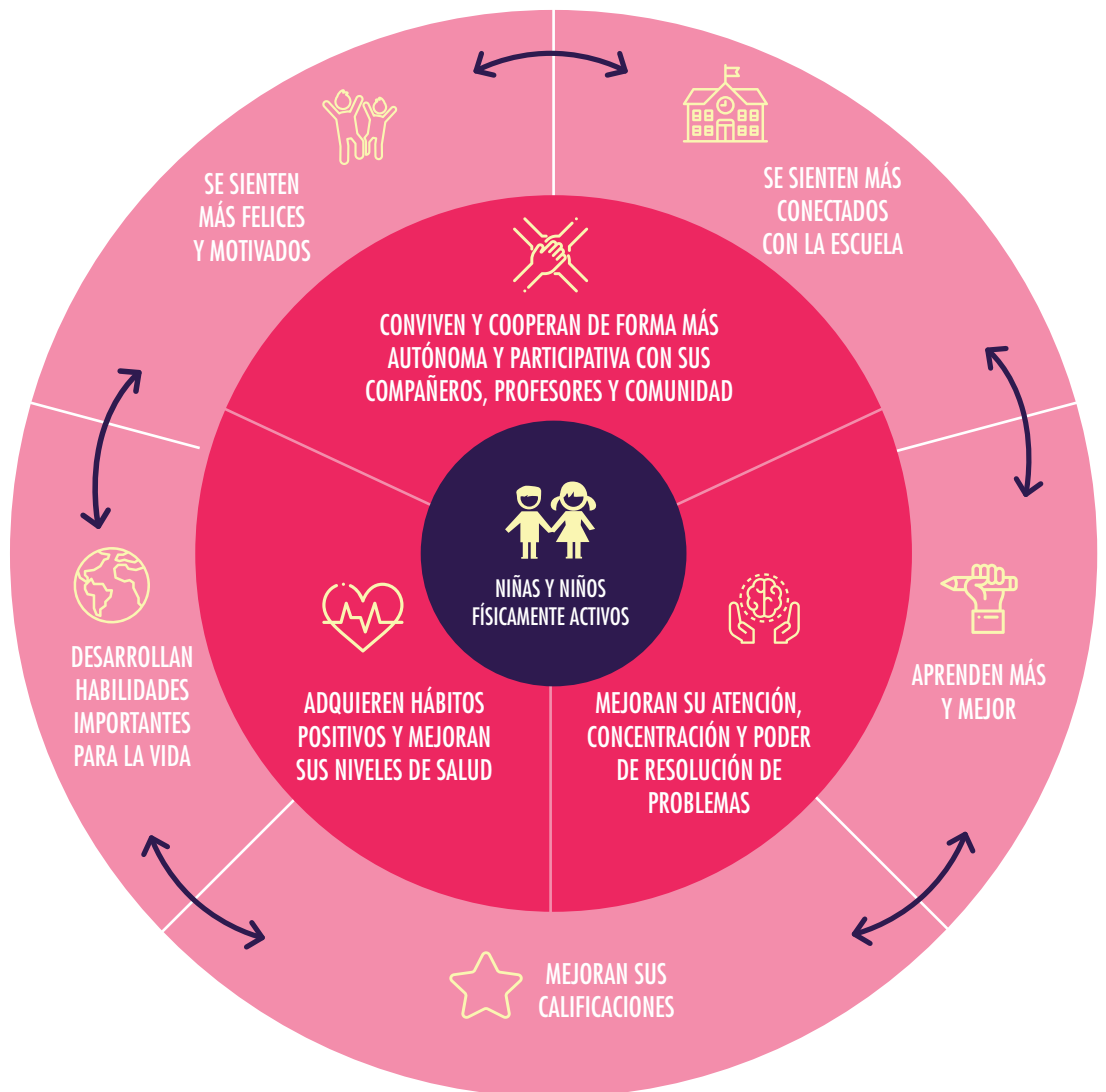 SE SIENTEN
MÁS FELICES
Y MOTIVADOS
SE SIENTEN MÁS
CONECTADOS
CON LA ESCUELA
CONVIVEN Y COOPERAN DE FORMA MÁS
AUTÓNOMA Y PARTICIPATIVA CON SUS
COMPAÑEROS, PROFESORES Y COMUNIDAD
NIÑAS Y NIÑOS
FÍSICAMENTE ACTIVOS
DESARROLLAN
HABILIDADES
IMPORTANTES
PARA LA VIDA
ADQUIEREN HÁBITOS
POSITIVOS Y MEJORAN
SUS NIVELES DE SALUD
MEJORAN SU ATENCIÓN,
CONCENTRACIÓN Y PODER
DE RESOLUCIÓN DE
PROBLEMAS
APRENDEN MÁS
Y MEJOR
MEJORAN SUS
CALIFICACIONES